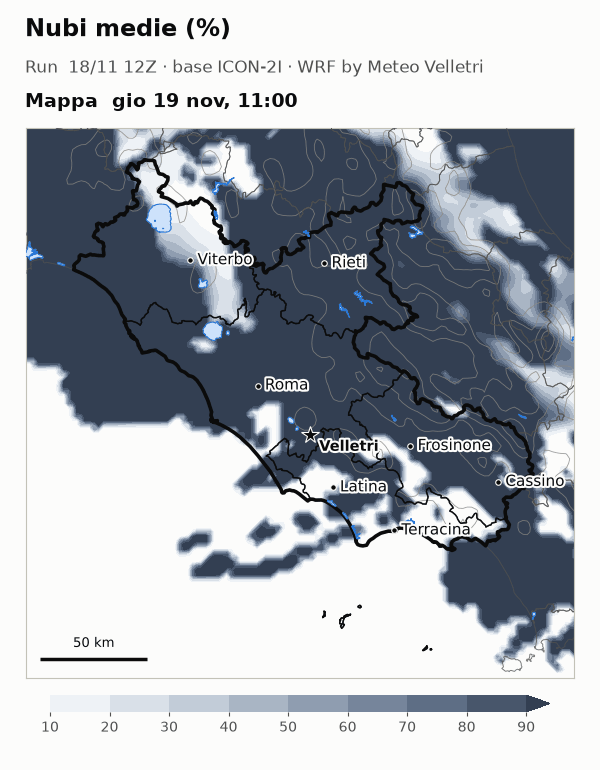 Nubi medie (%)
Run 18/11 12Z · base ICON-2I · WRF by Meteo Velletri
Mappa gio 19 nov, 11:00
Viterbo
Rieti
Roma
Velletri
Frosinone
Latina
Cassino
Terracina
50 km
10 20 30 40 50 60 70 80 90